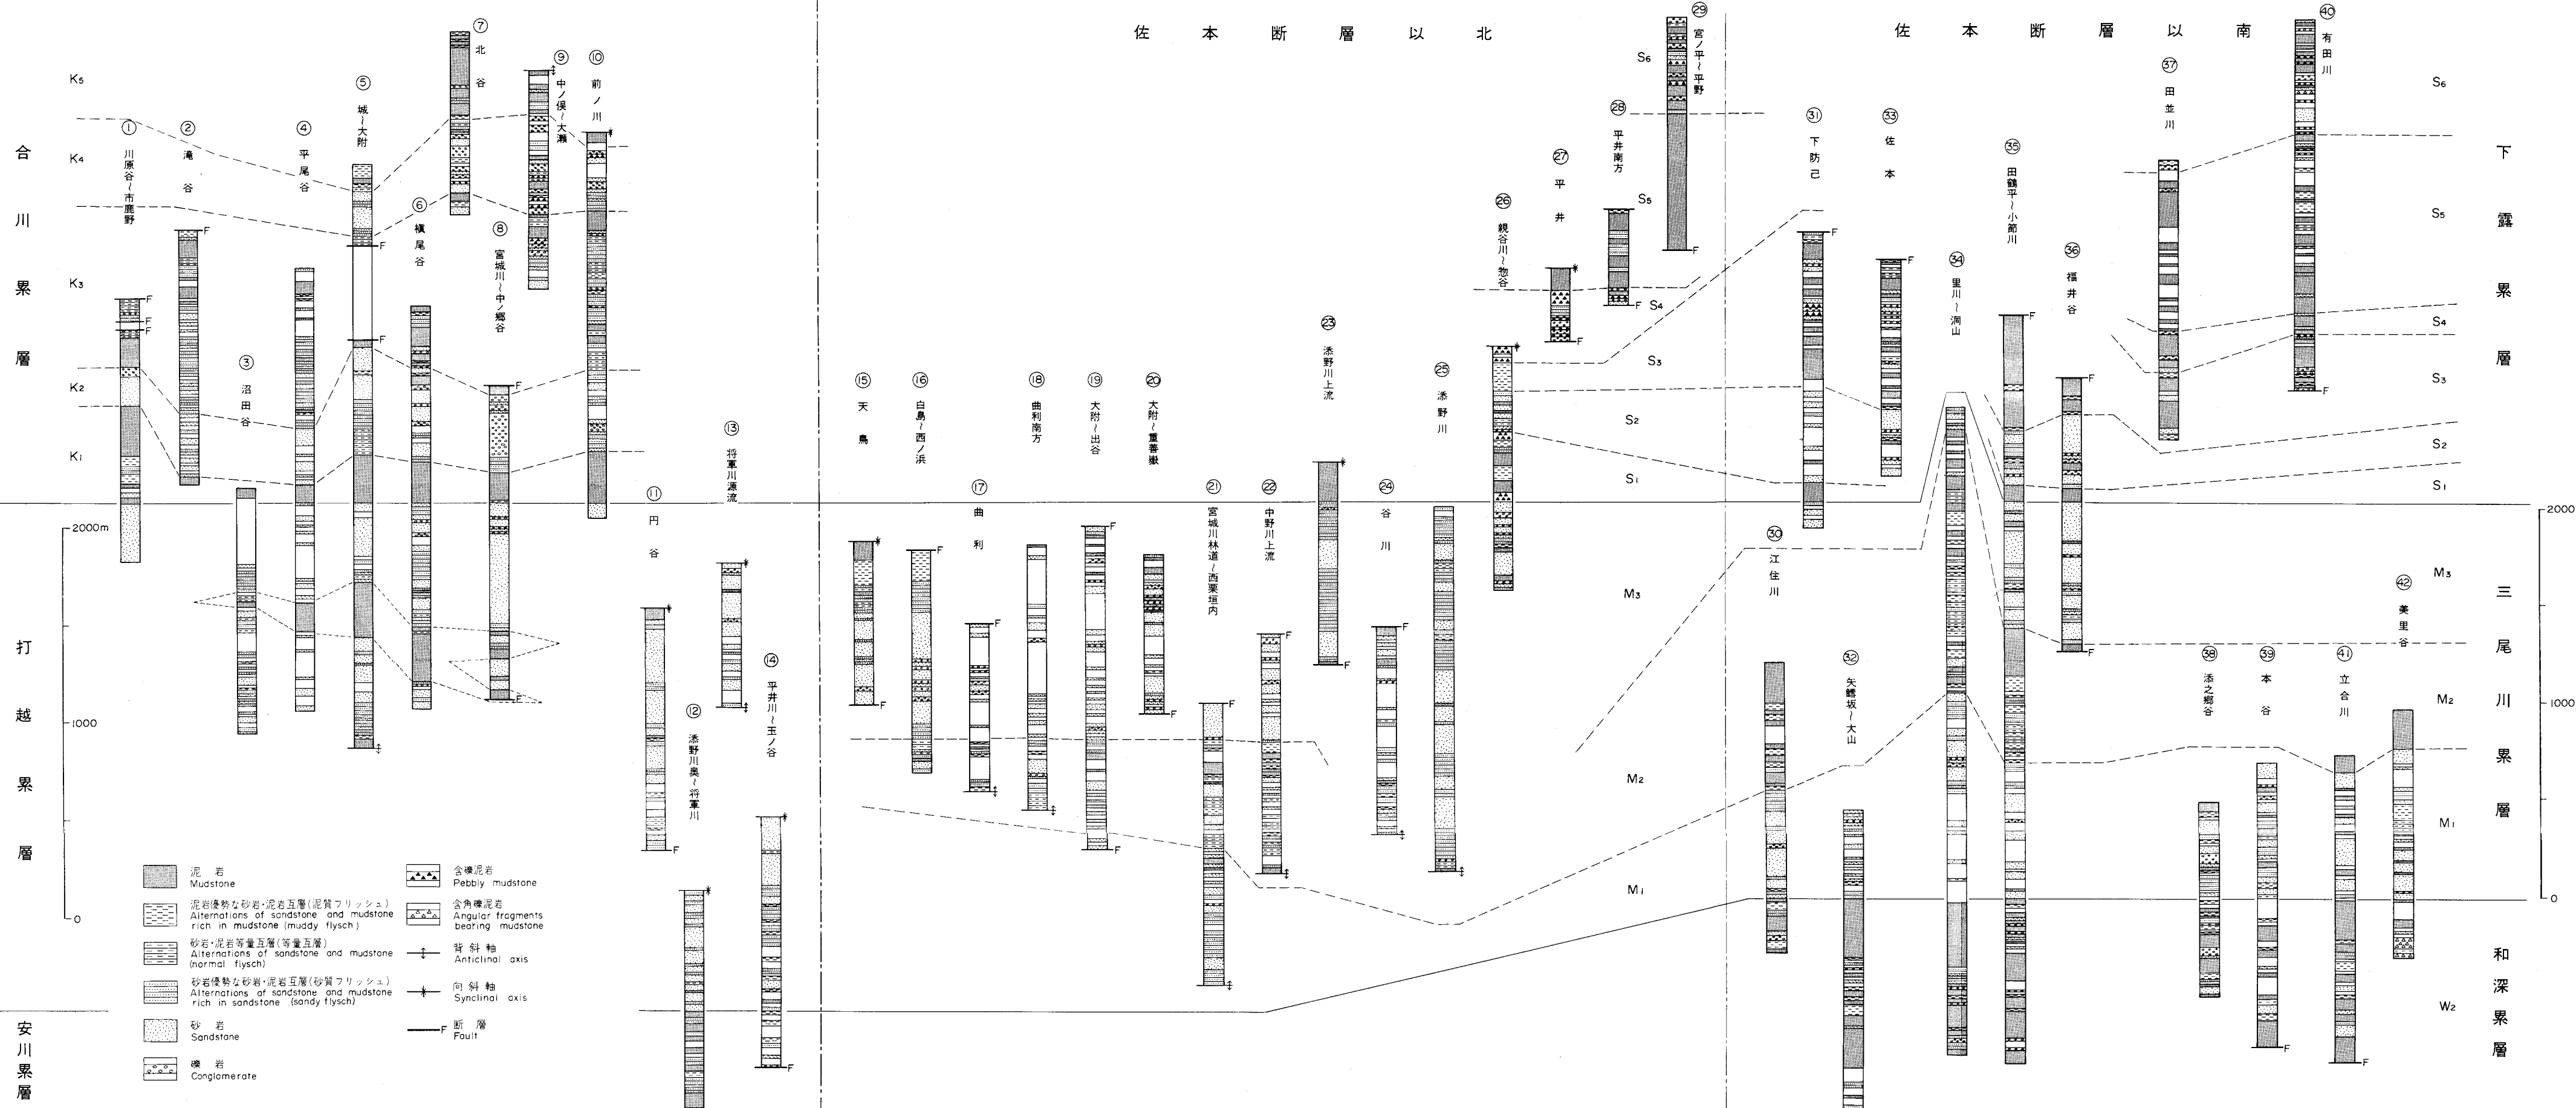 佐本断層以北
佐本断層以南
合川累層
打越累層
安川累層
K5
K4
K3
K2
K1
2000m
1000
0
① 川原谷～市鹿野
② 滝谷
③ 沼田谷
④ 平尾谷
⑤ 城～大附
⑥ 槇尾谷
⑦ 北谷
⑧ 宮城川～中ノ郷谷
⑨ 中ノ俣～大瀬
⑩ 前ノ川
⑪ 円谷
⑫ 添野川奥～将軍川
⑬ 将軍川源流
⑭ 平井川～玉ノ谷
⑮ 天鳥
⑯ 白島～西ノ浜
⑰ 曲利
⑱ 曲利南方
⑲ 大附～出谷
⑳ 大附～重善嶽
㉑ 宮城川林道～西栗垣内
㉒ 中野川上流
㉓ 添野川上流
㉔ 谷川
㉕ 添野川
㉖ 親谷川～惣谷
㉗ 平井
㉘ 平井南方
㉙ 宮ノ平～平野
S6
S5
S4
S3
S2
S1
M3
M2
M1
㉚ 江住川
㉛ 下防己
㉜ 矢鱈坂～大山
㉝ 佐本
㉞ 里川～洞山
㉟ 田鶴平～小節川
㊱ 福井谷
㊲ 田並川
㊳ 添之郷谷
㊴ 本谷
㊵ 有田川
㊶ 立合川
㊷ 美里谷
S6
S5
S4
S3
S2
S1
M3
M2
M1
W2
2000
1000
0
下露累層
三尾川累層
和深累層
泥岩
Mudstone
泥岩優勢な砂岩・泥岩互層(泥質フリッシュ)
Alternations of sandstone and mudstone
rich in mudstone (muddy flysch)
砂岩・泥岩等量互層(等量互層)
Alternations of sandstone and mudstone
(normal flysch)
砂岩優勢な砂岩・泥岩互層(砂質フリッシュ)
Alternations of sandstone and mudstone
rich in sandstone (sandy flysch)
砂岩
Sandstane
礫岩
Conglomerate
含礫泥岩
Pebbly mudstone
含角礫泥岩
Angular fragments
bearing mudstone
背斜軸
Anticlinal axis
向斜軸
Synclinal axis
F 断層
Fault